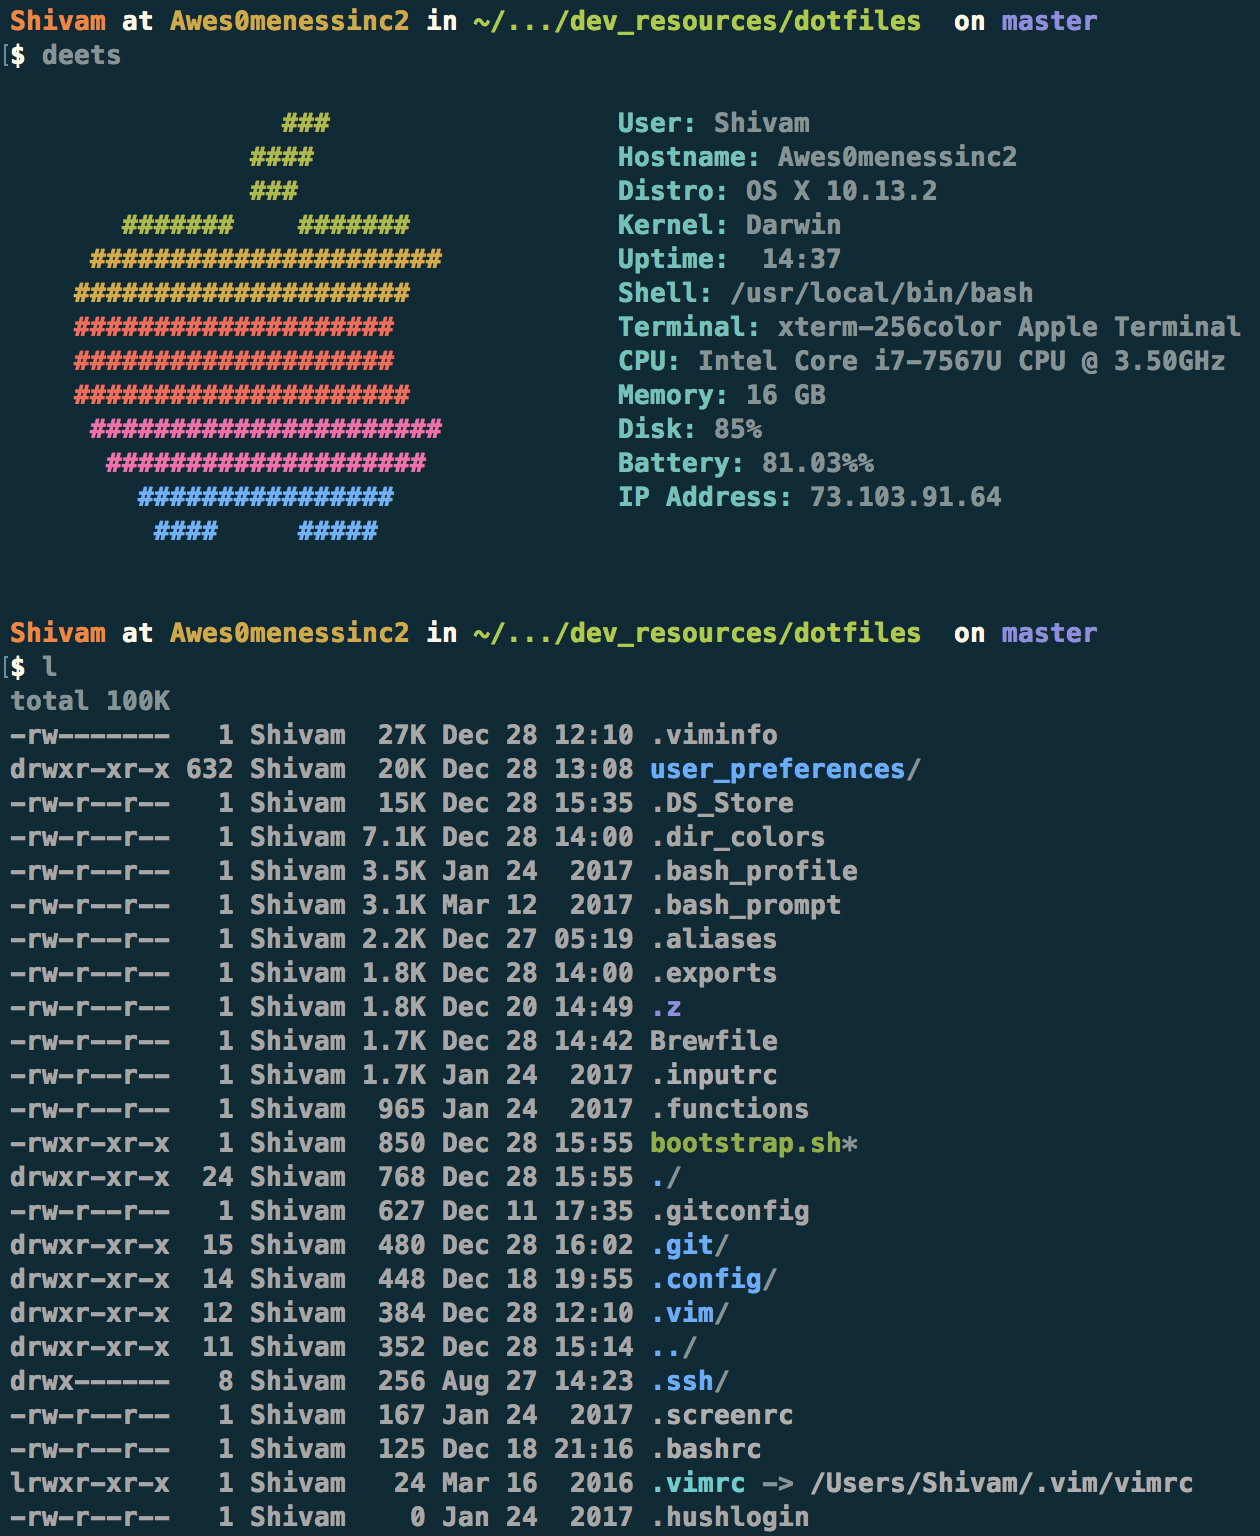 Shivam at Awes0menessinc2 in ~/.../dev_resources/dotfiles  on master
[$ deets
                 ###                  User: Shivam
               ####                   Hostname: Awes0menessinc2
               ###                    Distro: OS X 10.13.2
       #######    #######             Kernel: Darwin
     ######################           Uptime:  14:37
    #####################             Shell: /usr/local/bin/bash
    ####################              Terminal: xterm-256color Apple Terminal
    ####################              CPU: Intel Core i7-7567U CPU @ 3.50GHz
    #####################             Memory: 16 GB
     ######################           Disk: 85%
      ####################            Battery: 81.03%%
        ################              IP Address: 73.103.91.64
         ####     #####
Shivam at Awes0menessinc2 in ~/.../dev_resources/dotfiles  on master
[$ l
total 100K
-rw-------   1 Shivam  27K Dec 28 12:10 .viminfo
drwxr-xr-x 632 Shivam  20K Dec 28 13:08 user_preferences/
-rw-r--r--   1 Shivam  15K Dec 28 15:35 .DS_Store
-rw-r--r--   1 Shivam 7.1K Dec 28 14:00 .dir_colors
-rw-r--r--   1 Shivam 3.5K Jan 24  2017 .bash_profile
-rw-r--r--   1 Shivam 3.1K Mar 12  2017 .bash_prompt
-rw-r--r--   1 Shivam 2.2K Dec 27 05:19 .aliases
-rw-r--r--   1 Shivam 1.8K Dec 28 14:00 .exports
-rw-r--r--   1 Shivam 1.8K Dec 20 14:49 .z
-rw-r--r--   1 Shivam 1.7K Dec 28 14:42 Brewfile
-rw-r--r--   1 Shivam 1.7K Jan 24  2017 .inputrc
-rw-r--r--   1 Shivam  965 Jan 24  2017 .functions
-rwxr-xr-x   1 Shivam  850 Dec 28 15:55 bootstrap.sh*
drwxr-xr-x  24 Shivam  768 Dec 28 15:55 ./
-rw-r--r--   1 Shivam  627 Dec 11 17:35 .gitconfig
drwxr-xr-x  15 Shivam  480 Dec 28 16:02 .git/
drwxr-xr-x  14 Shivam  448 Dec 18 19:55 .config/
drwxr-xr-x  12 Shivam  384 Dec 28 12:10 .vim/
drwxr-xr-x  11 Shivam  352 Dec 28 15:14 ../
drwx------   8 Shivam  256 Aug 27 14:23 .ssh/
-rw-r--r--   1 Shivam  167 Jan 24  2017 .screenrc
-rw-r--r--   1 Shivam  125 Dec 18 21:16 .bashrc
lrwxr-xr-x   1 Shivam   24 Mar 16  2016 .vimrc -> /Users/Shivam/.vim/vimrc
-rw-r--r--   1 Shivam    0 Jan 24  2017 .hushlogin